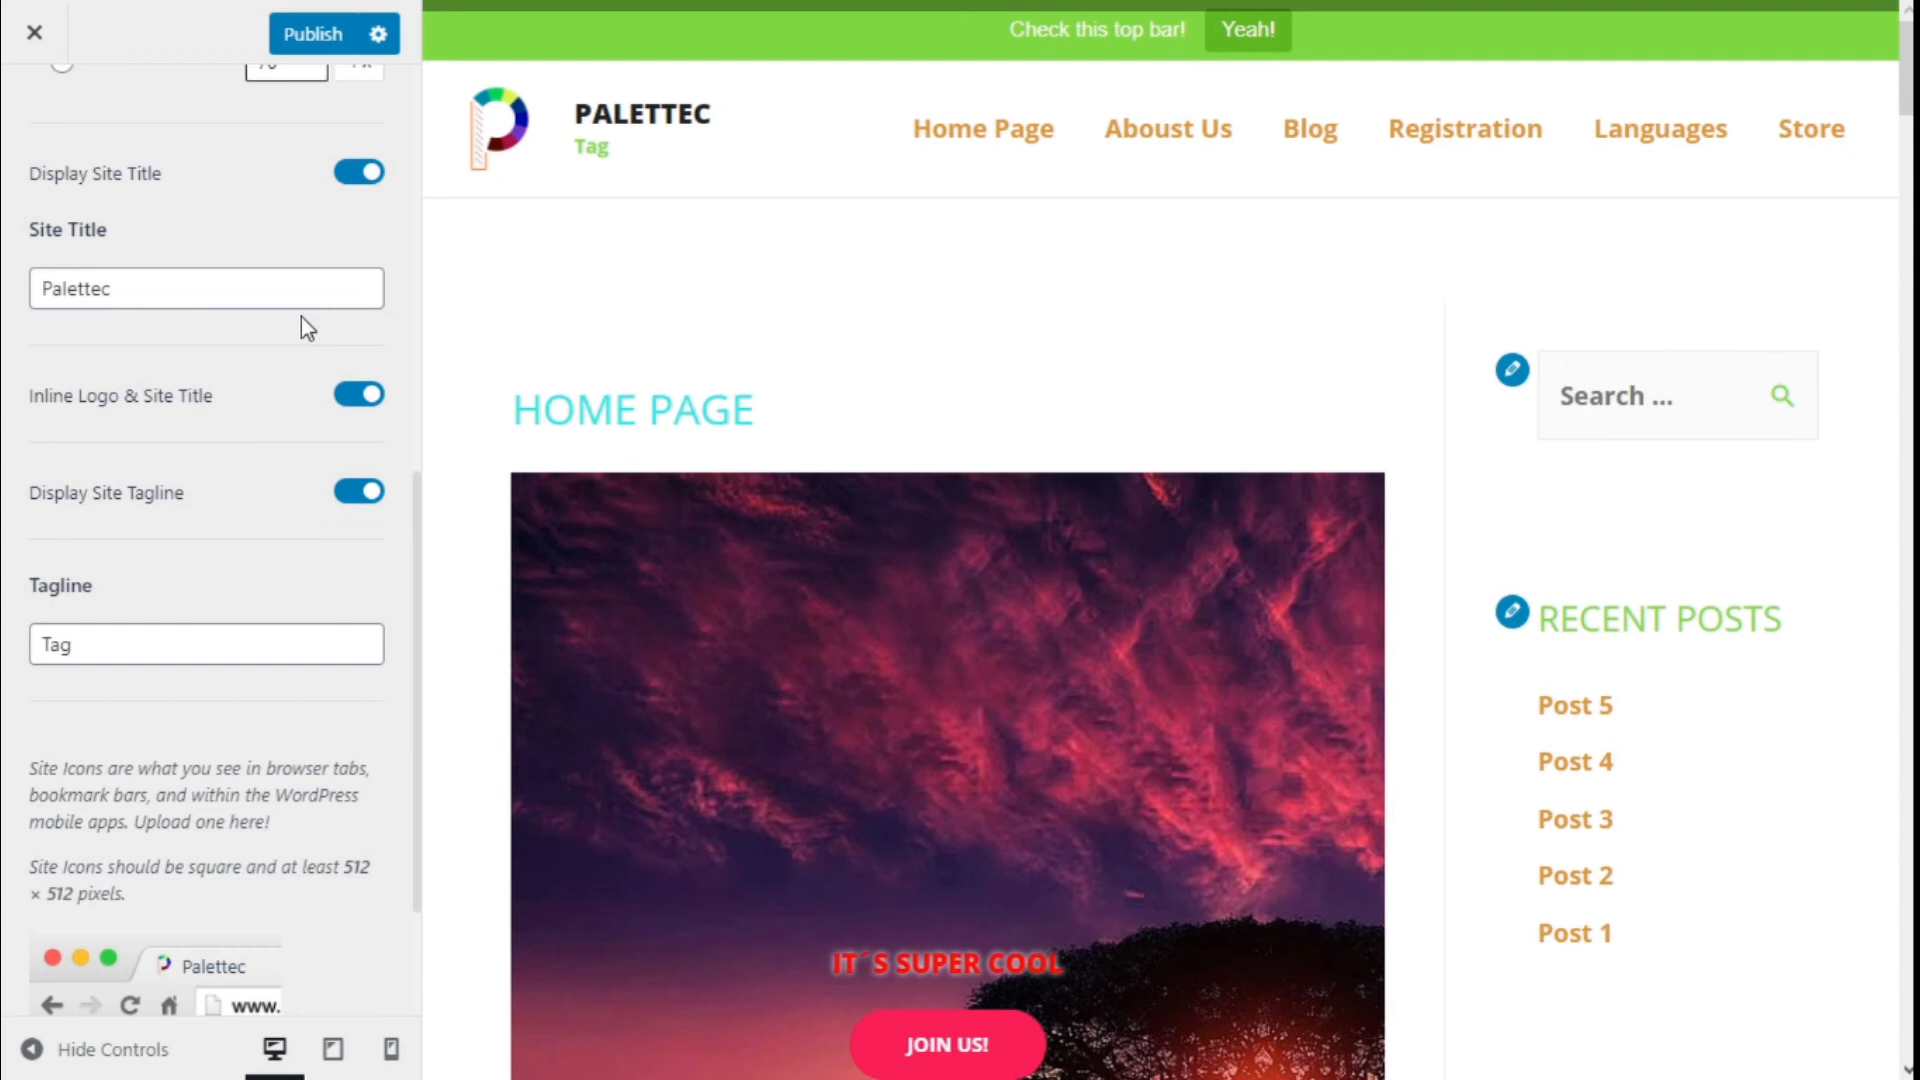 Publish
Display Site Title
Site Title
Palettec
Inline Logo & Site Title
Display Site Tagline
Tagline
Tag
Site Icons are what you see in browser tabs,
bookmark bars, and within the WordPress
mobile apps. Upload one here!
Site Icons should be square and at least 512
× 512 pixels.
Palettec
www.
Hide Controls
Check this top bar!
Yeah!
PALETTEC
Tag
Home Page
Aboust Us
Blog
Registration
Languages
Store
HOME PAGE
IT´S SUPER COOL
JOIN US!
Search ...
RECENT POSTS
Post 5
Post 4
Post 3
Post 2
Post 1